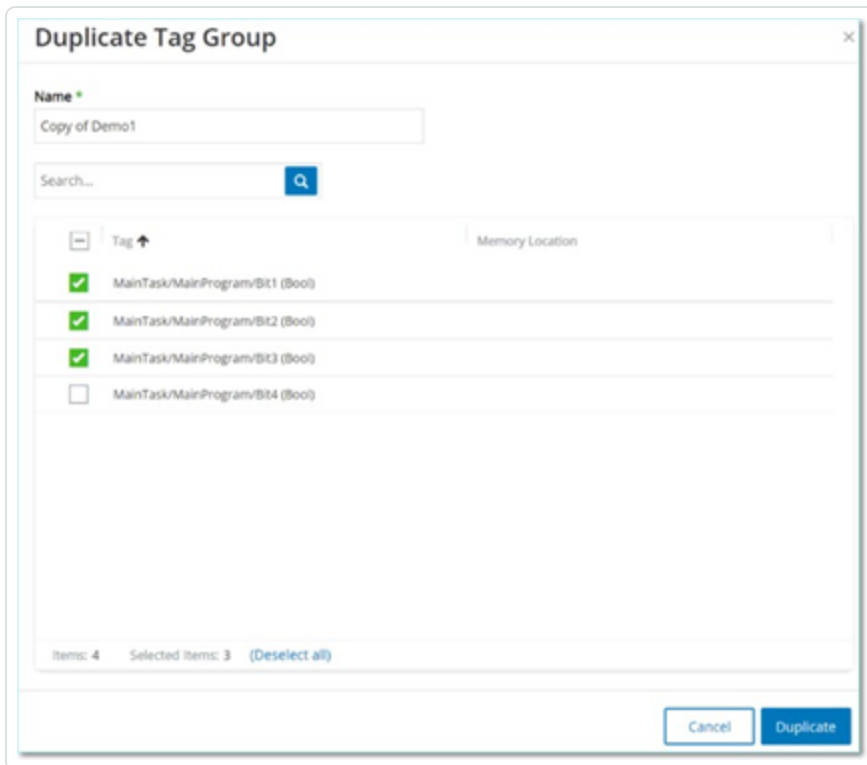 Duplicate Tag Group
Name *
Copy of Demo1
Search...
Tag Memory Location
MainTask/MainProgram/Bit1 (Bool)
MainTask/MainProgram/Bit2 (Bool)
MainTask/MainProgram/Bit3 (Bool)
MainTask/MainProgram/Bit4 (Bool)
Items: 4 Selected Items: 3 (Deselect all)
Cancel Duplicate